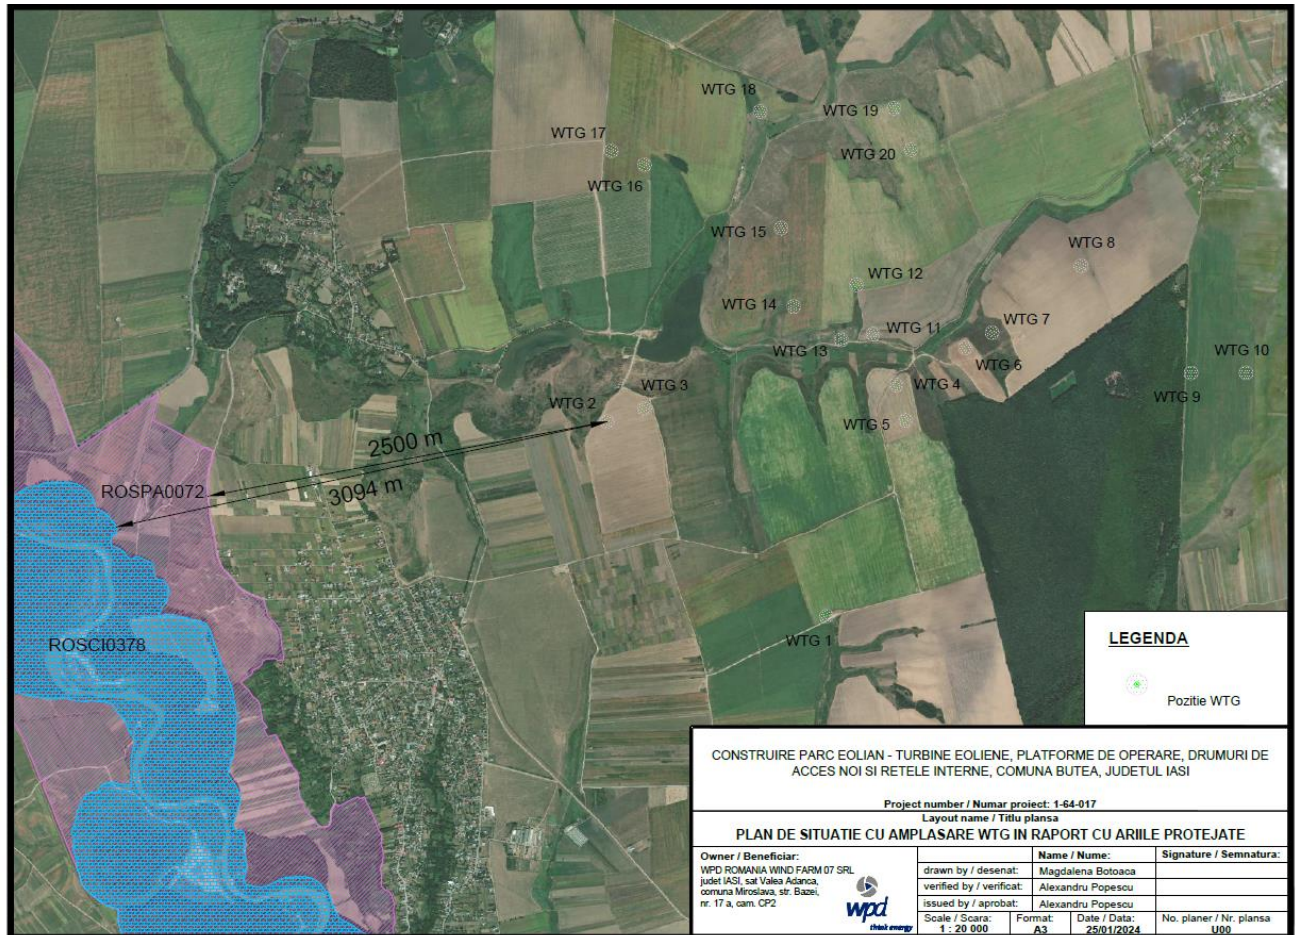 WTG 18
WTG 19
WTG 17
WTG 20
WTG 16
WTG 15
WTG 8
WTG 12
WTG 14
WTG 11
WTG 7
WTG 13
WTG 6
WTG 10
WTG 3
WTG 4
WTG 9
WTG 2
WTG 5
2500 m
3094 m
ROSPA0072
WTG 1
ROSCI0378
LEGENDA
Pozitie WTG
CONSTRUIRE PARC EOLIAN - TURBINE EOLIENE, PLATFORME DE OPERARE, DRUMURI DE
ACCES NOI SI RETELE INTERNE, COMUNA BUTEA, JUDETUL IASI
Project number / Numar proiect: 1-64-017
Layout name / Titlu plansa
PLAN DE SITUATIE CU AMPLASARE WTG IN RAPORT CU ARIILE PROTEJATE
Owner / Beneficiar:
WPD ROMANIA WIND FARM 07 SRL
judet IASI, sat Valea Adanca,
comuna Miroslava, str. Bazei,
nr. 17 a, cam. CP2
wpd
think energy
Name / Nume:
Signature / Semnatura:
drawn by / desenat:
Magdalena Botoaca
verified by / verificat:
Alexandru Popescu
issued by / aprobat:
Alexandru Popescu
Scale / Scara:
1 : 20 000
Format:
A3
Date / Data:
25/01/2024
No. planer / Nr. plansa
U00